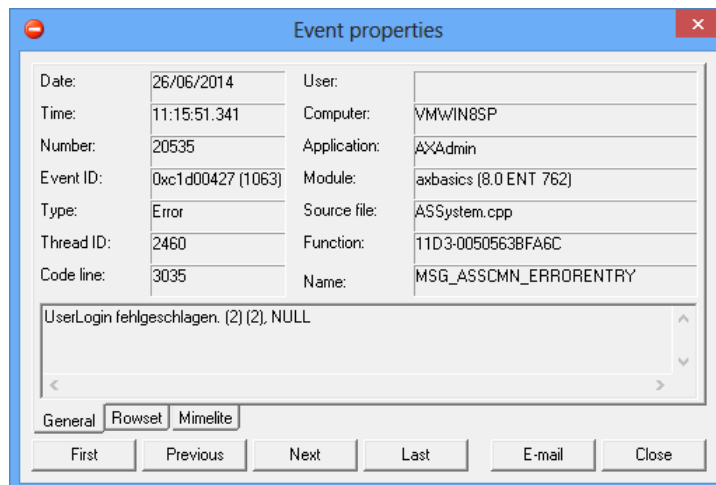 Event properties
Date: 26/06/2014 User:
Time: 11:15:51.341 Computer: VMWIN8SP
Number: 20535 Application: AXAdmin
Event ID: 0xc1d00427 (1063) Module: axbasics (8.0 ENT 762)
Type: Error Source file: ASSystem.cpp
Thread ID: 2460 Function: 11D3-0050563BFA6C
Code line: 3035 Name: MSG_ASSCMN_ERRORENTRY
UserLogin fehlgeschlagen. (2) (2), NULL
General Rowset Mimelite
First Previous Next Last E-mail Close